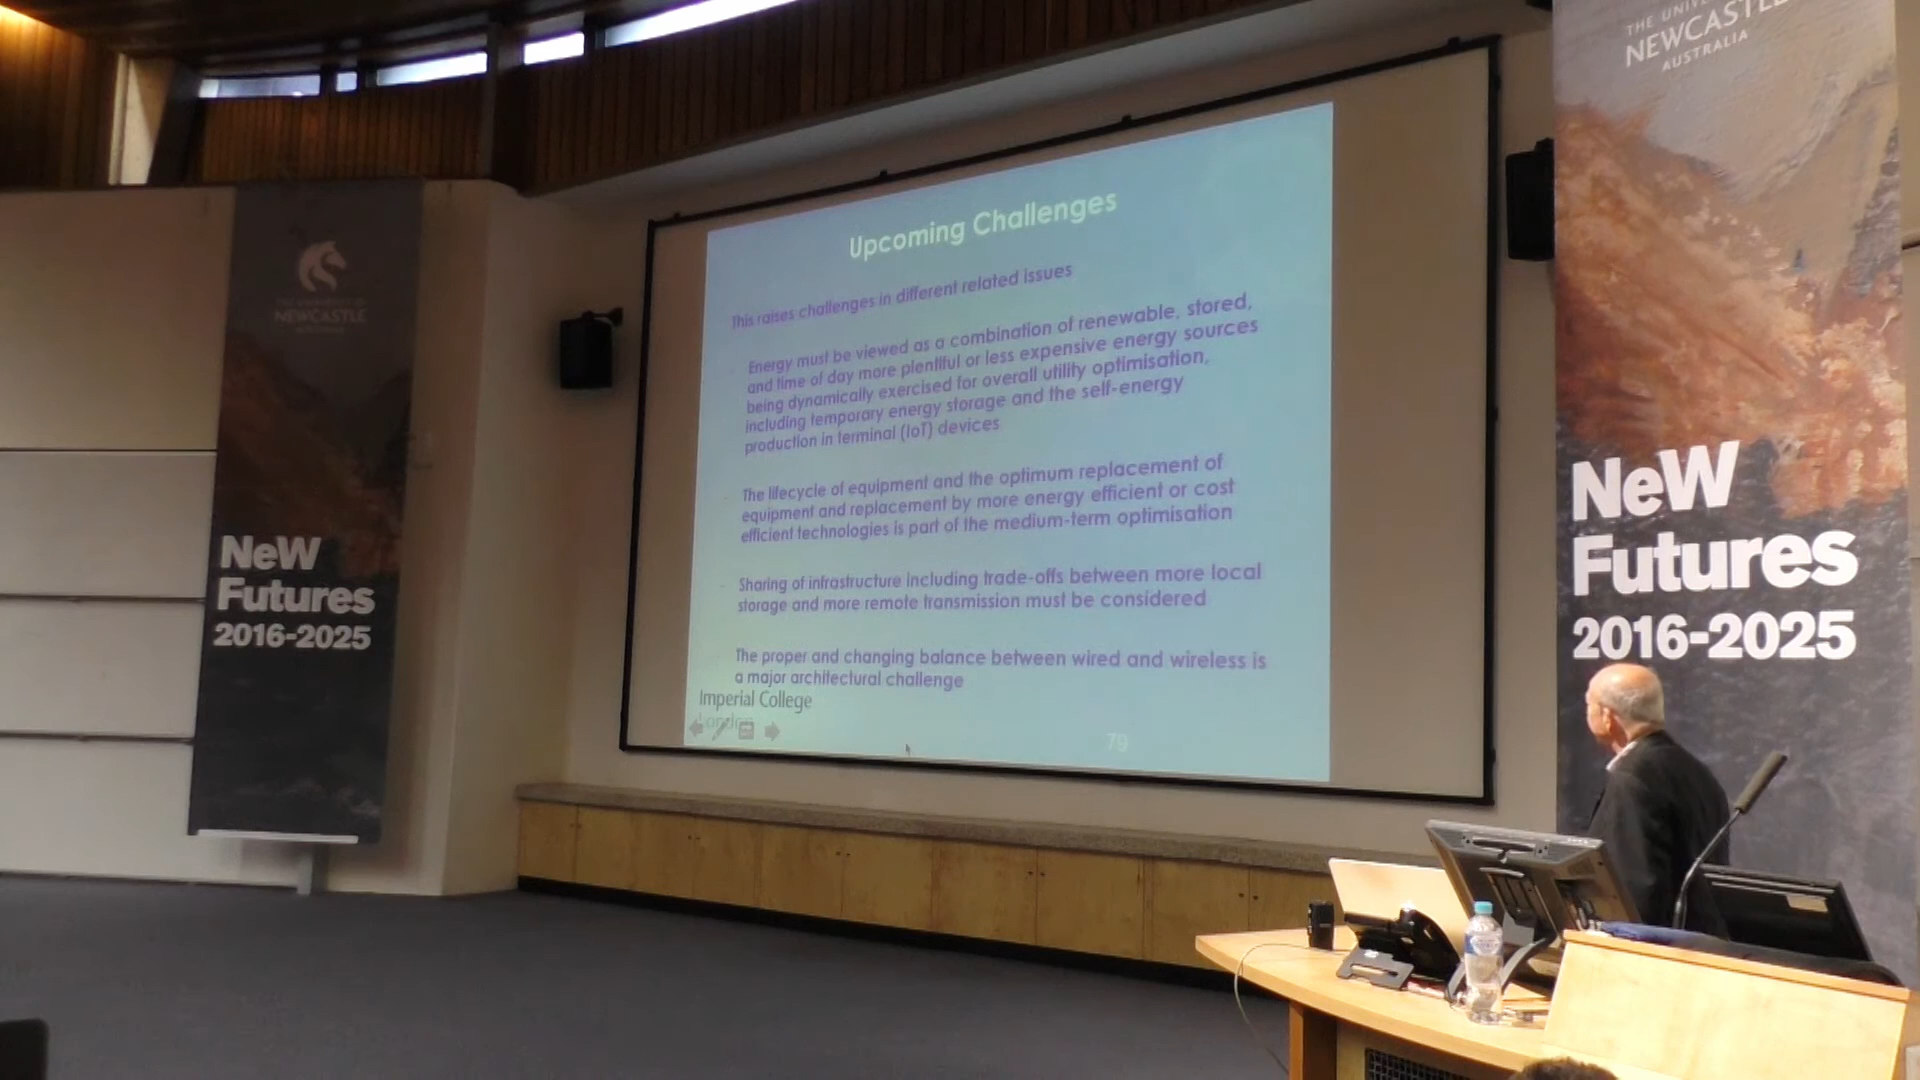 THE UNIVERSITY OF
NEWCASTLE
AUSTRALIA
NeW
Futures
2016-2025
Upcoming Challenges
This raises challenges in different related issues
Energy must be viewed as a combination of renewable, stored,
and time of day more plentiful or less expensive energy sources
being dynamically exercised for overall utility optimisation,
including temporary energy storage and the self-energy
production in terminal (IoT) devices
The lifecycle of equipment and the optimum replacement of
equipment and replacement by more energy efficient or cost
efficient technologies is part of the medium-term optimisation
- Sharing of infrastructure including trade-offs between more local
storage and more remote transmission must be considered
The proper and changing balance between wired and wireless is
a major architectural challenge
Imperial College
London
79
THE UNIV
NEWCASTLE
AUSTRALIA
NeW
Futures
2016-2025